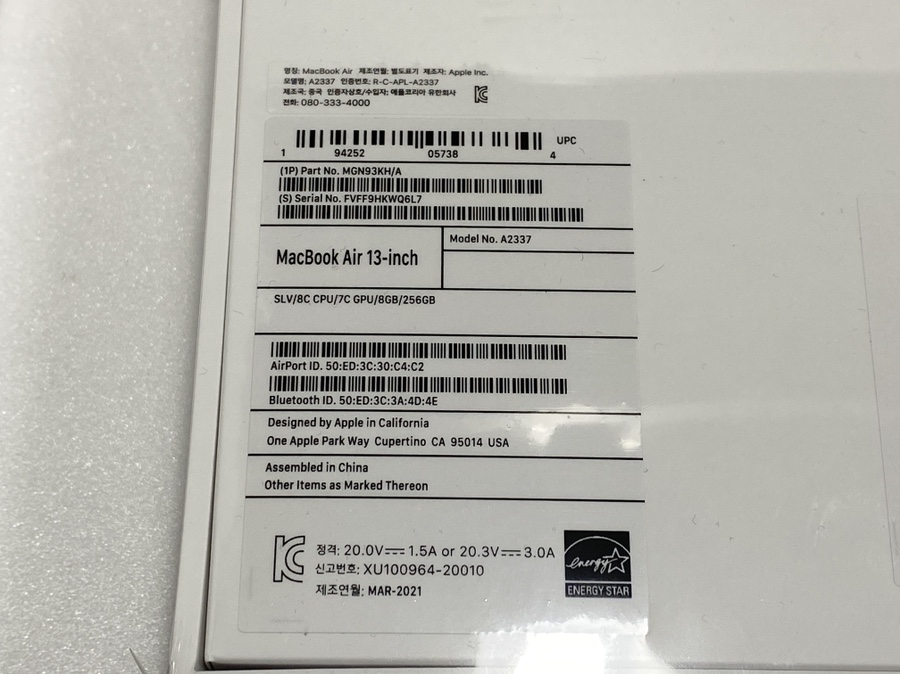 명칭: MacBook Air 제조연월: 별도표기 제조자: Apple Inc.
모델명: A2337 인증번호: R-C-APL-A2337
제조국: 중국 인증자상호/수입자: 애플코리아 유한회사
전화: 080-333-4000
UPC
1 94252 05738 4
(1P) Part No. MGN93KH/A
(S) Serial No. FVFF9HKWQ6L7
MacBook Air 13-inch
Model No. A2337
SLV/8C CPU/7C GPU/8GB/256GB
AirPort ID. 50:ED:3C:30:C4:C2
Bluetooth ID. 50:ED:3C:3A:4D:4E
Designed by Apple in California
One Apple Park Way Cupertino CA 95014 USA
Assembled in China
Other Items as Marked Thereon
정격: 20.0V⎓1.5A or 20.3V⎓3.0A
신고번호: XU100964-20010
제조연월: MAR-2021
energy
ENERGY STAR